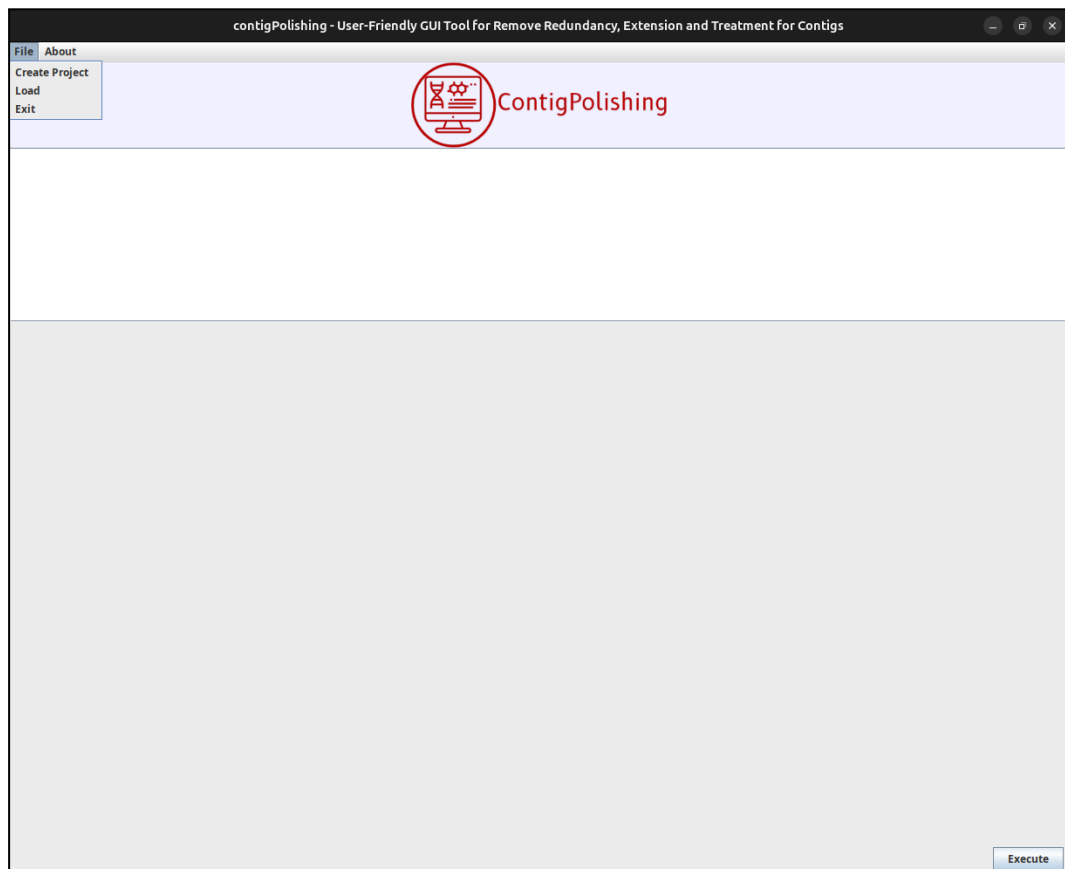 contigPolishing - User-Friendly GUI Tool for Remove Redundancy, Extension and Treatment for Contigs
File About
Create Project
Load
Exit
ContigPolishing
Execute